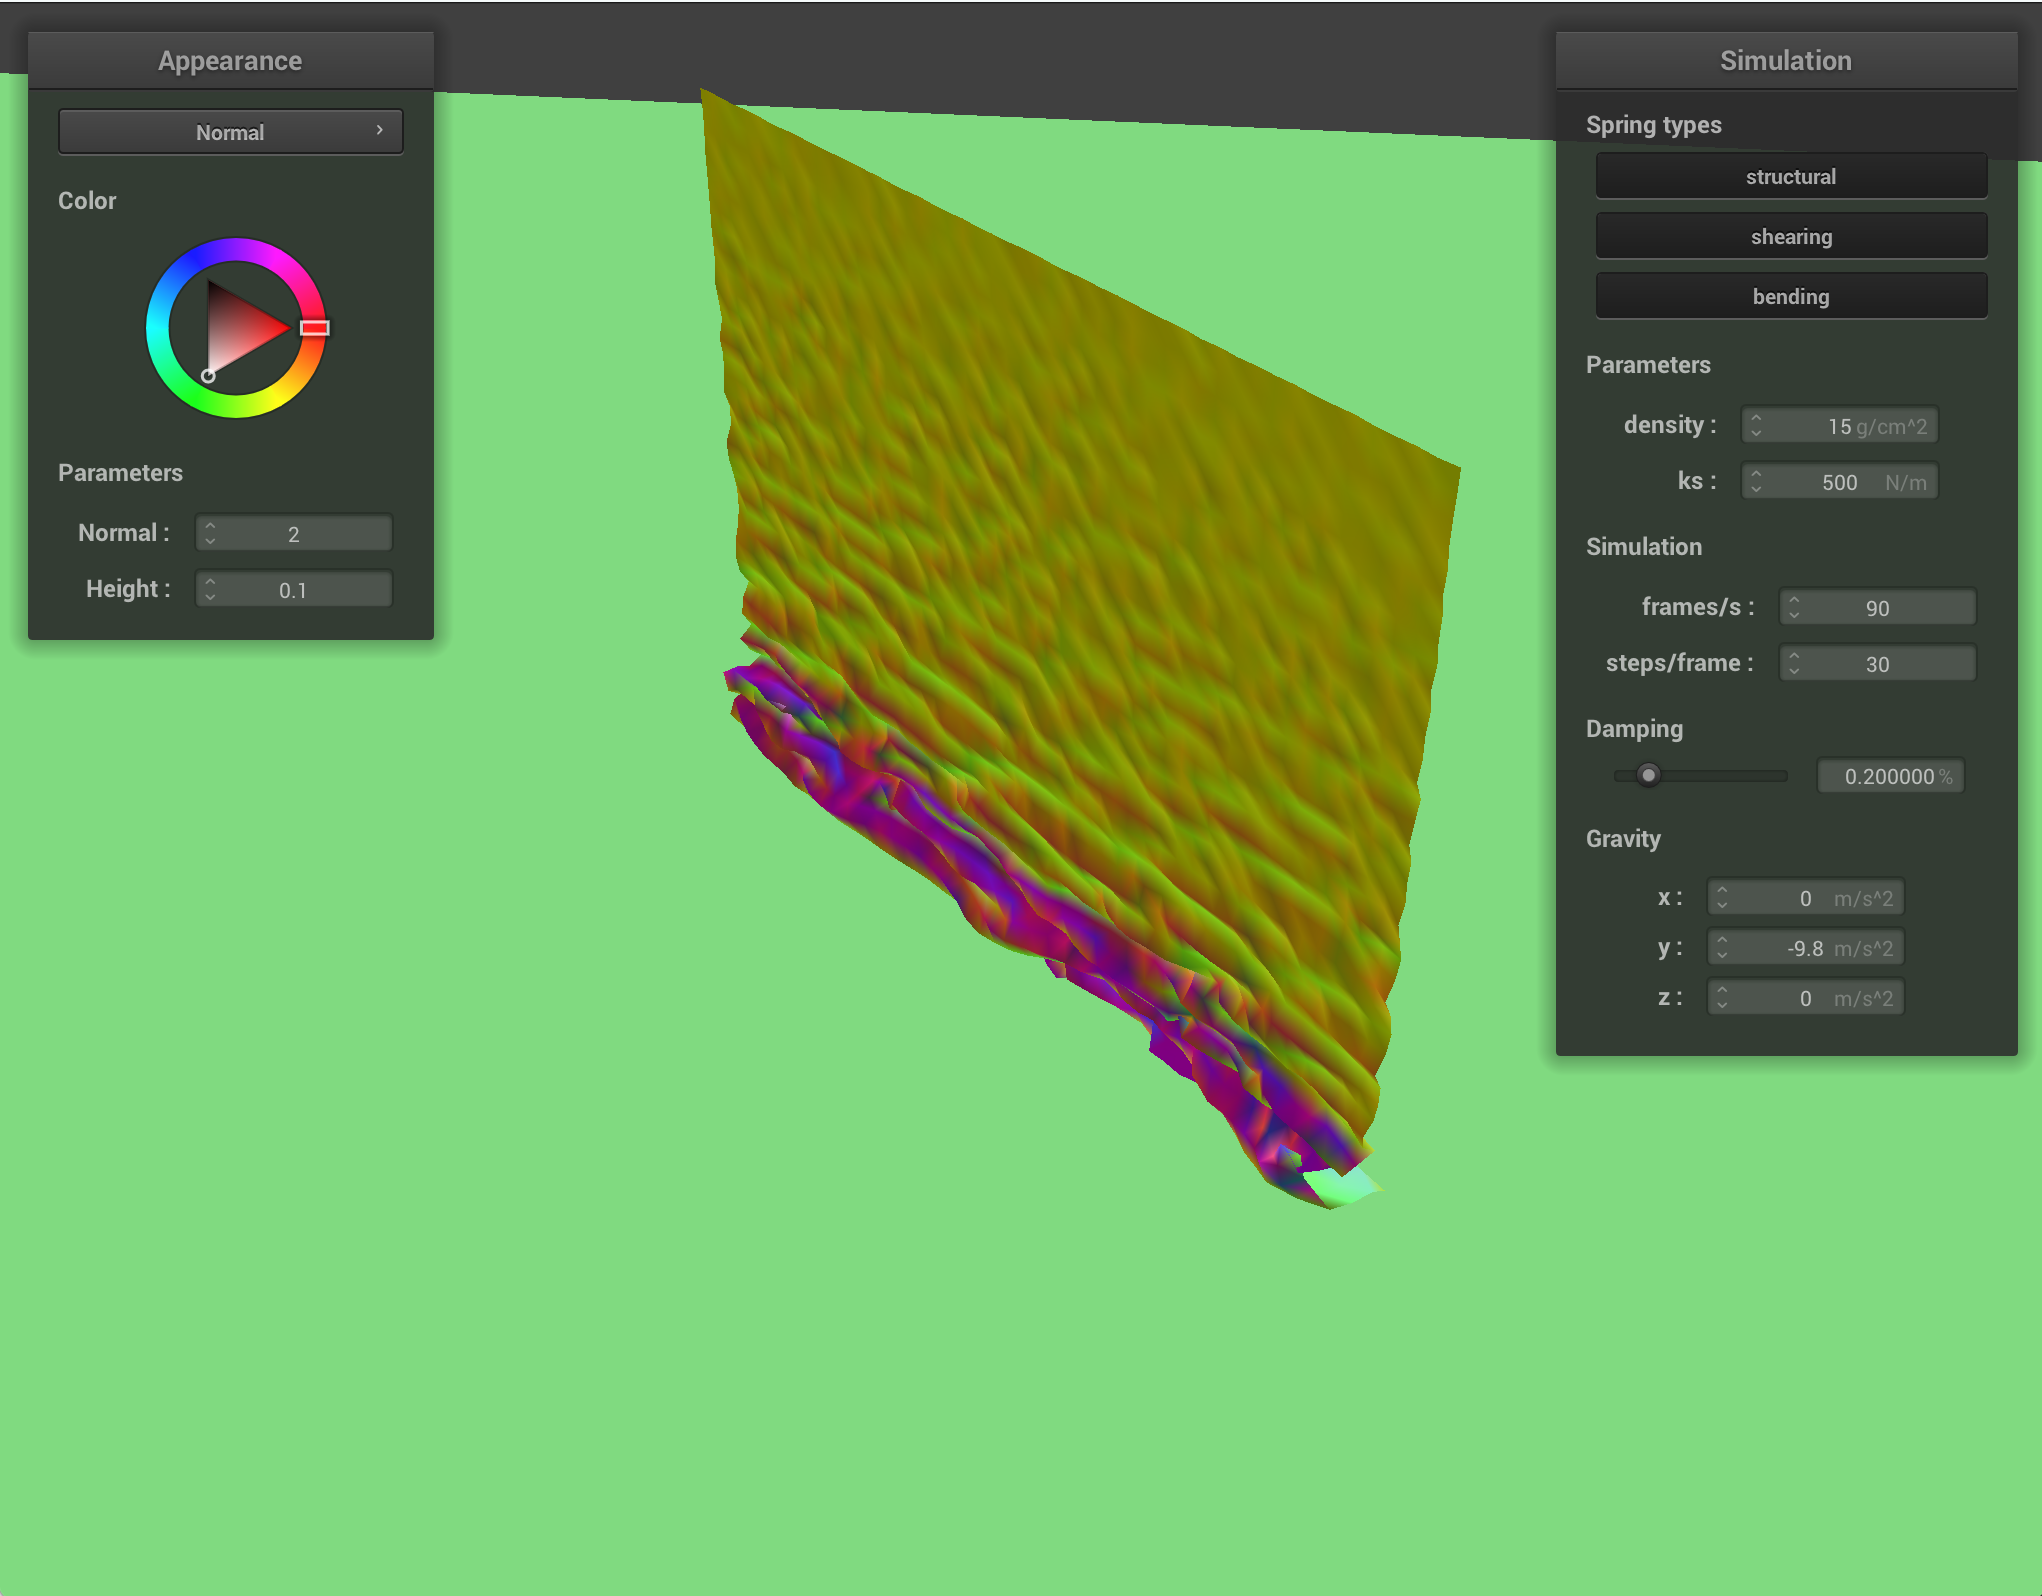 Appearance
Normal
Color
Parameters
Normal : 2
Height : 0.1
Simulation
Spring types
structural
shearing
bending
Parameters
density : 15 g/cm^2
ks : 500 N/m
Simulation
frames/s : 90
steps/frame : 30
Damping
0.200000 %
Gravity
x : 0 m/s^2
y : -9.8 m/s^2
z : 0 m/s^2